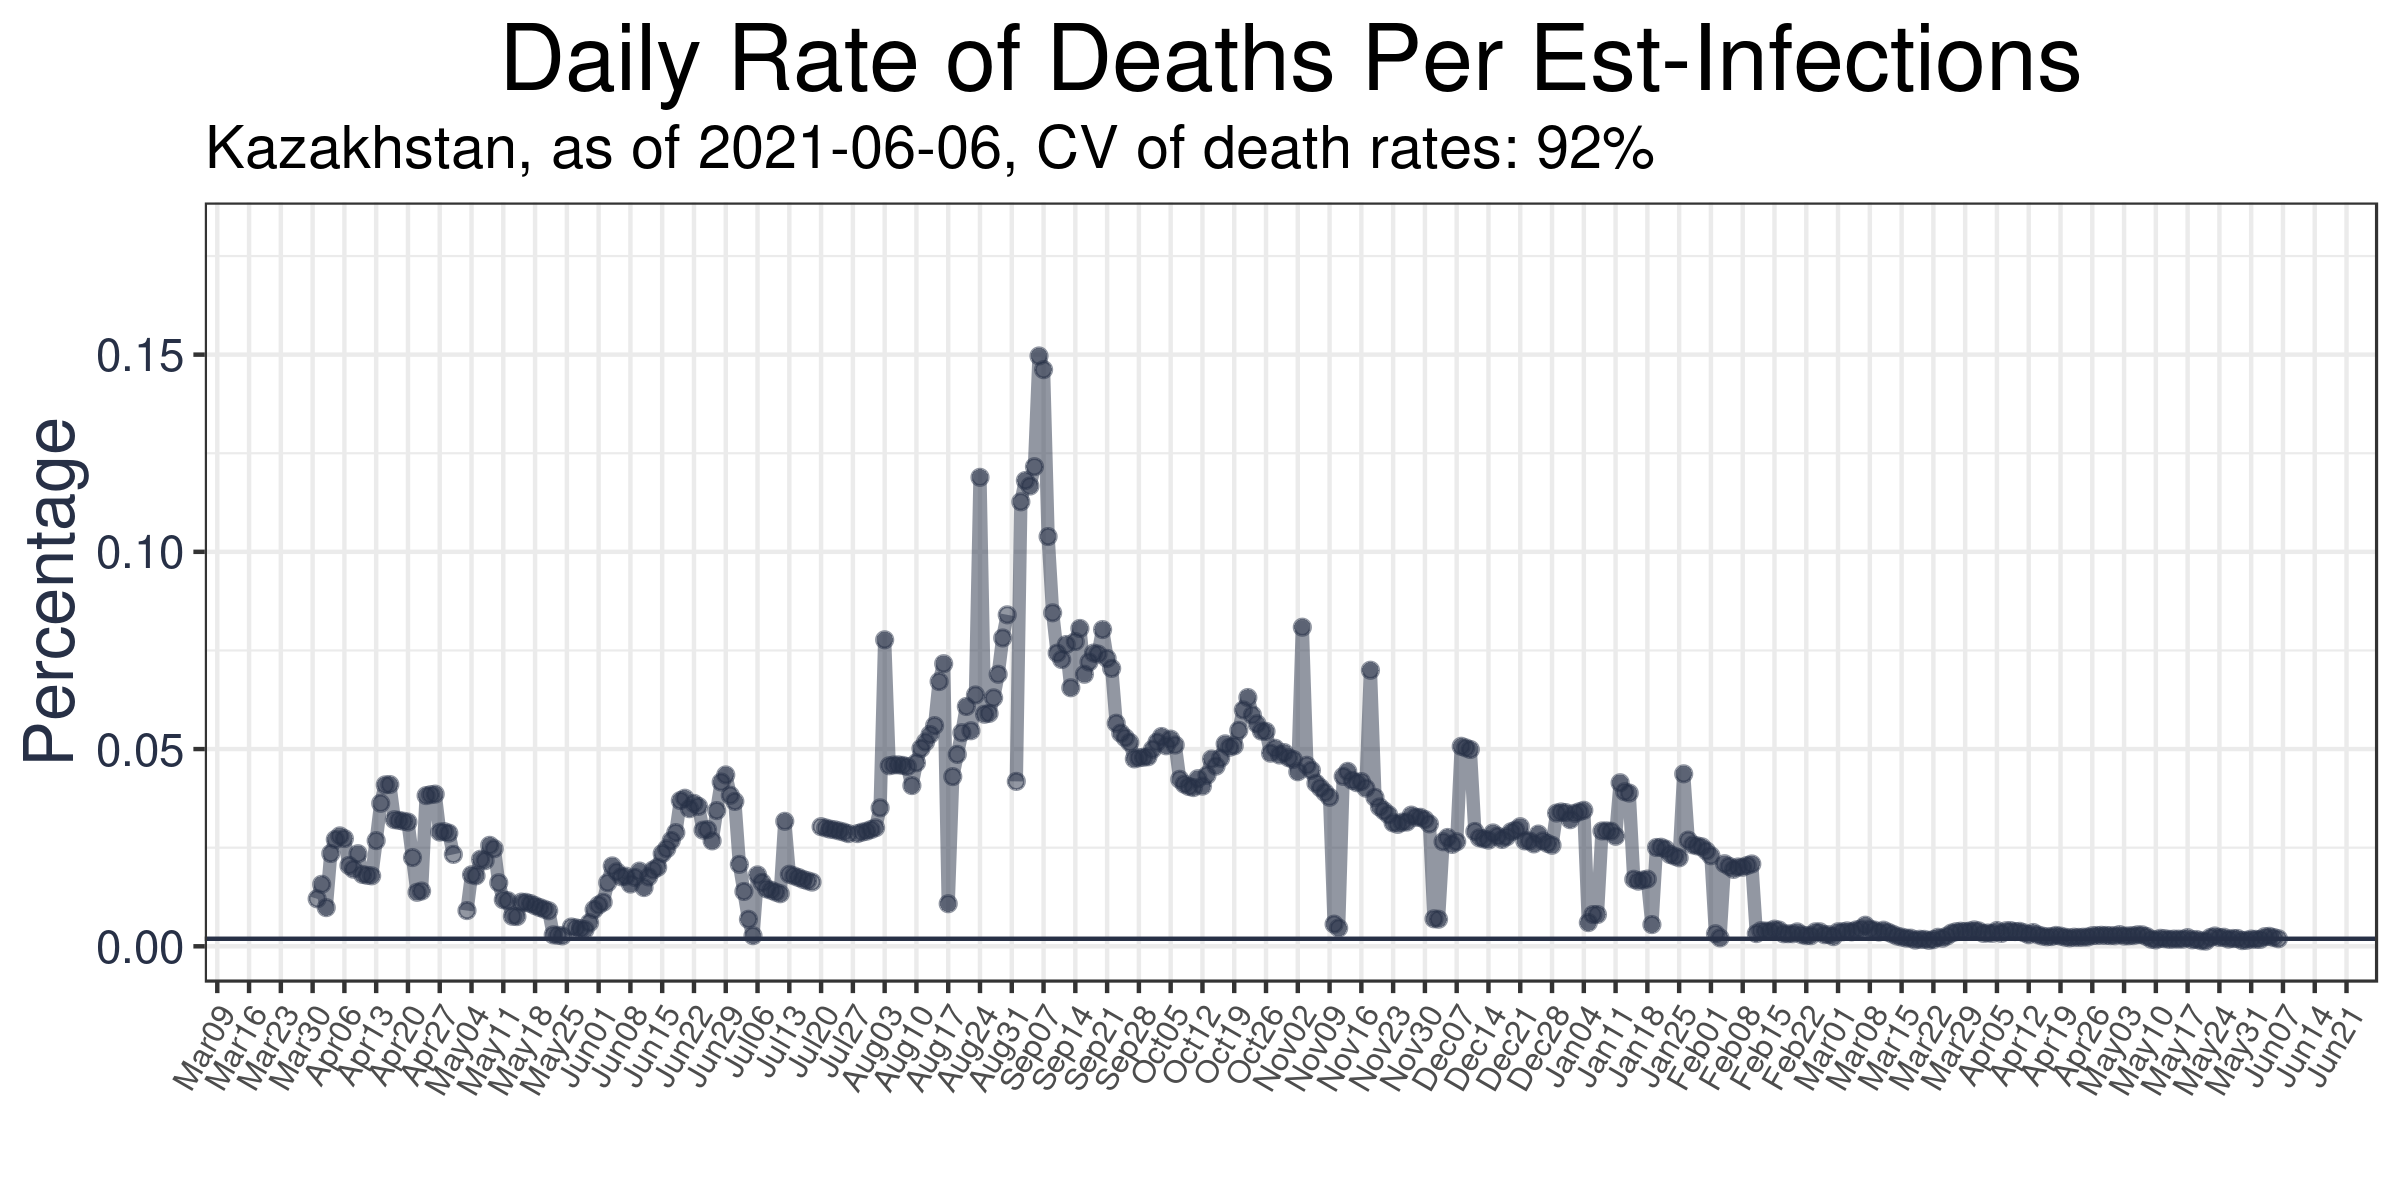 Daily Rate of Deaths Per Est-Infections
Kazakhstan, as of 2021-06-06, CV of death rates: 92%
Percentage
0.15
0.10
0.05
0.00
Mar09
Mar16
Mar23
Mar30
Apr06
Apr13
Apr20
Apr27
May04
May11
May18
May25
Jun01
Jun08
Jun15
Jun22
Jun29
Jul06
Jul13
Jul20
Jul27
Aug03
Aug10
Aug17
Aug24
Aug31
Sep07
Sep14
Sep21
Sep28
Oct05
Oct12
Oct19
Oct26
Nov02
Nov09
Nov16
Nov23
Nov30
Dec07
Dec14
Dec21
Dec28
Jan04
Jan11
Jan18
Jan25
Feb01
Feb08
Feb15
Feb22
Mar01
Mar08
Mar15
Mar22
Mar29
Apr05
Apr12
Apr19
Apr26
May03
May10
May17
May24
May31
Jun07
Jun14
Jun21